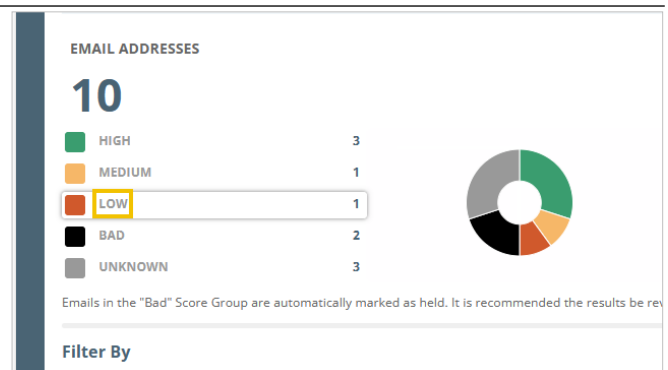 EMAIL ADDRESSES
10
HIGH 3
MEDIUM 1
LOW 1
BAD 2
UNKNOWN 3
Emails in the "Bad" Score Group are automatically marked as held. It is recommended the results be
Filter By